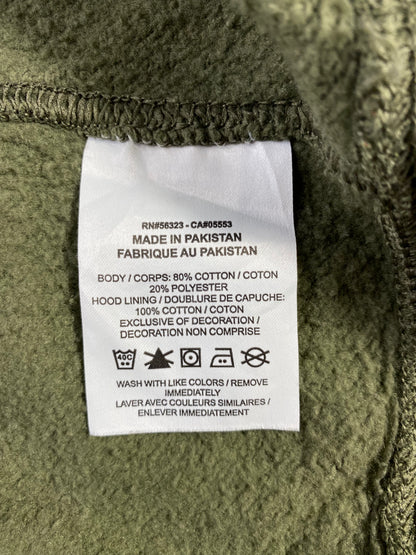 RN#56323 - CA#05553
MADE IN PAKISTAN
FABRIQUE AU PAKISTAN
BODY / CORPS: 80% COTTON / COTON
20% POLYESTER
HOOD LINING / DOUBLURE DE CAPUCHE:
100% COTTON / COTON
EXCLUSIVE OF DECORATION /
DECORATION NON COMPRISE
40C
WASH WITH LIKE COLORS / REMOVE
IMMEDIATELY
LAVER AVEC COULEURS SIMILAIRES /
ENLEVER IMMEDIATEMENT